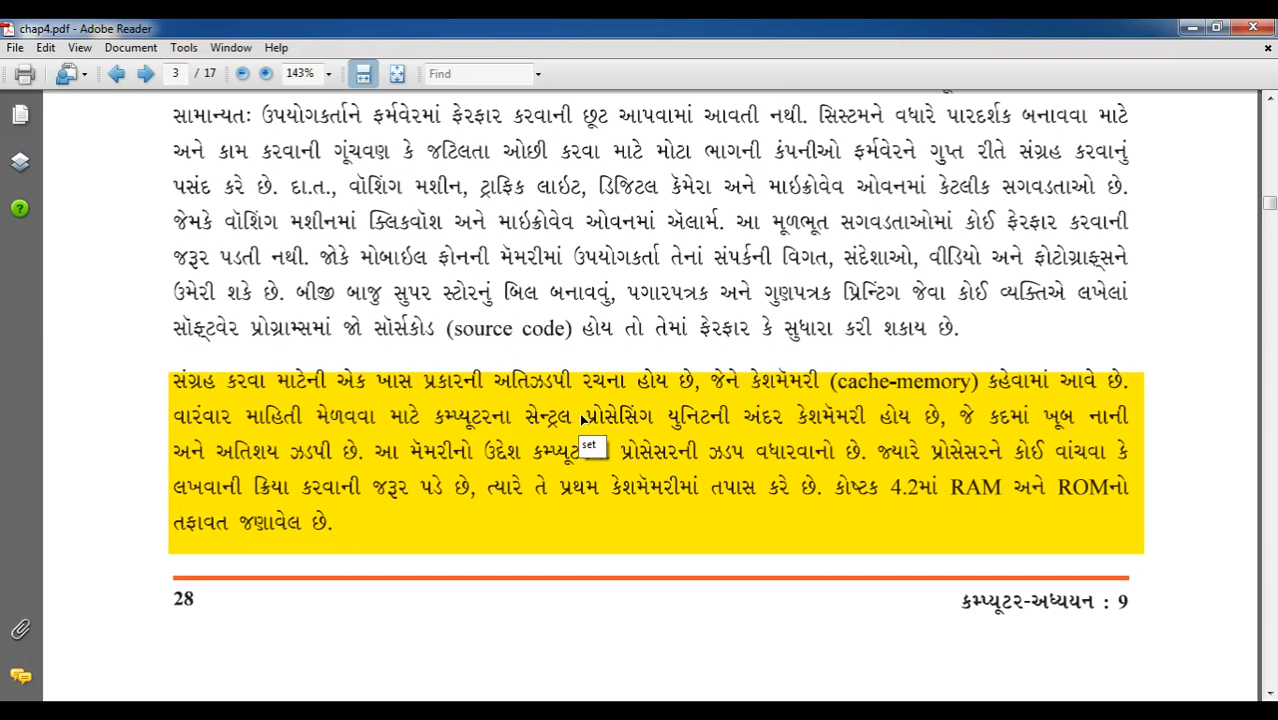 chap4.pdf - Adobe Reader
File Edit View Document Tools Window Help
3 / 17 143% Find
સામાન્યતઃ ઉપયોગકર્તાને ફર્મવેરમાં ફેરફાર કરવાની છૂટ આપવામાં આવતી નથી. સિસ્ટમને વધારે પારદર્શક બનાવવા માટે
અને કામ કરવાની ગૂંચવણ કે જટિલતા ઓછી કરવા માટે મોટા ભાગની કંપનીઓ ફર્મવેરને ગુપ્ત રીતે સંગ્રહ કરવાનું
પસંદ કરે છે. દા.ત., વૉશિંગ મશીન, ટ્રાફિક લાઇટ, ડિજિટલ કૅમેરા અને માઇક્રોવેવ ઓવનમાં કેટલીક સગવડતાઓ છે.
જેમકે વૉશિંગ મશીનમાં ક્લિકવૉશ અને માઇક્રોવેવ ઓવનમાં ઍલાર્મ. આ મૂળભૂત સગવડતાઓમાં કોઈ ફેરફાર કરવાની
જરૂર પડતી નથી. જોકે મોબાઇલ ફોનની મૅમરીમાં ઉપયોગકર્તા તેનાં સંપર્કની વિગત, સંદેશાઓ, વીડિયો અને ફોટોગ્રાફ્સને
ઉમેરી શકે છે. બીજી બાજુ સુપર સ્ટોરનું બિલ બનાવવું, પગારપત્રક અને ગુણપત્રક પ્રિન્ટિંગ જેવા કોઈ વ્યક્તિએ લખેલાં
સૉફ્ટવેર પ્રોગ્રામ્સમાં જો સૉર્સકોડ (source code) હોય તો તેમાં ફેરફાર કે સુધારા કરી શકાય છે.
સંગ્રહ કરવા માટેની એક ખાસ પ્રકારની અતિઝડપી રચના હોય છે, જેને કેશમૅમરી (cache-memory) કહેવામાં આવે છે.
વારંવાર માહિતી મેળવવા માટે કમ્પ્યૂટરના સેન્ટ્રલ પ્રોસેસિંગ યુનિટની અંદર કેશમૅમરી હોય છે, જે કદમાં ખૂબ નાની
અને અતિશય ઝડપી છે. આ મૅમરીનો ઉદેશ પ્રોસેસરની ઝડપ વધારવાનો છે. જ્યારે પ્રોસેસરને કોઈ વાંચવા કે
set
લખવાની ક્રિયા કરવાની જરૂર પડે છે, ત્યારે તે પ્રથમ કેશમૅમરીમાં તપાસ કરે છે. કોષ્ટક 4.2માં RAM અને ROMનો
તફાવત જણાવેલ છે.
28 કમ્પ્યૂટર-અધ્યયન : 9